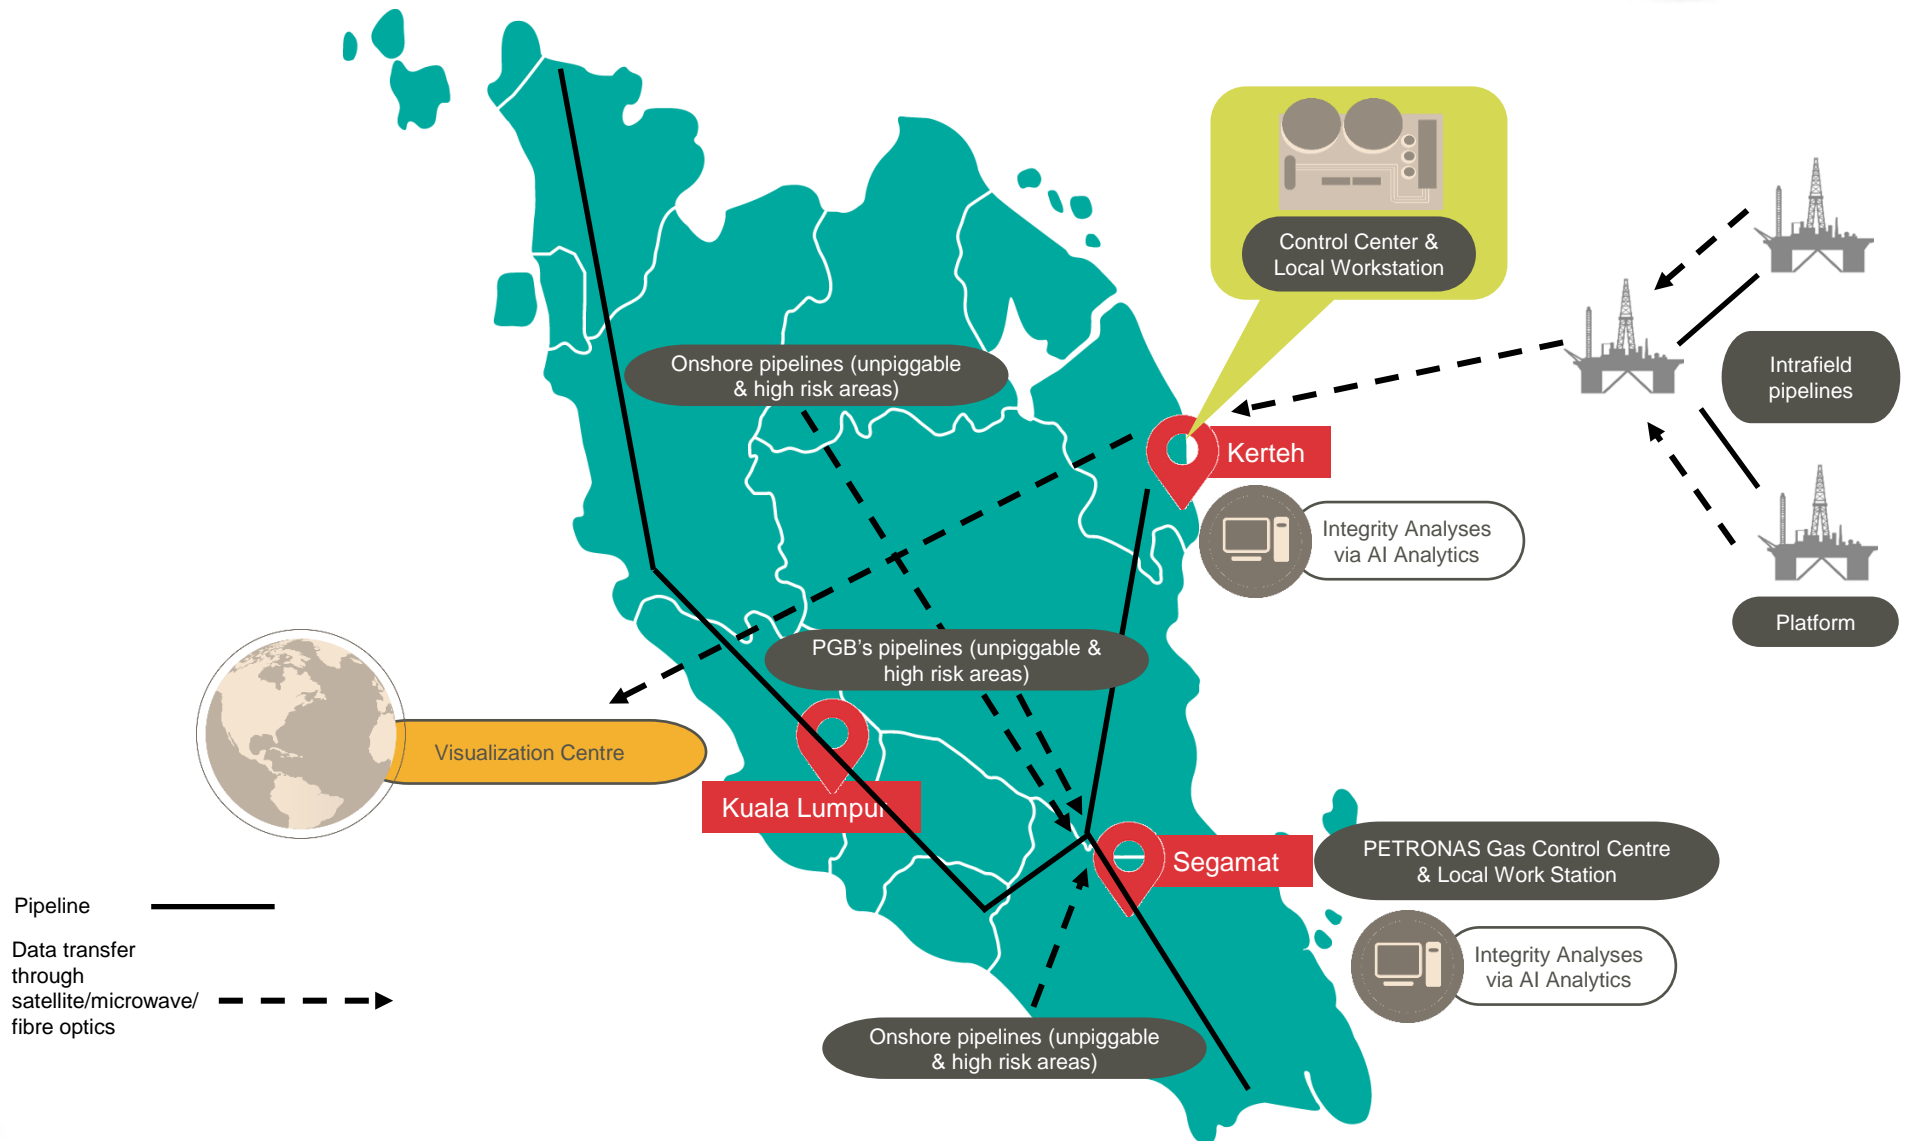 Control Center &
Local Workstation
Intrafield
pipelines
Onshore pipelines (unpiggable
& high risk areas)
Kerteh
Integrity Analyses
via AI Analytics
Platform
PGB’s pipelines (unpiggable &
high risk areas)
Visualization Centre
Kuala Lumpur
Segamat
PETRONAS Gas Control Centre
& Local Work Station
Pipeline
Data transfer
through
satellite/microwave/
fibre optics
Integrity Analyses
via AI Analytics
Onshore pipelines (unpiggable
& high risk areas)